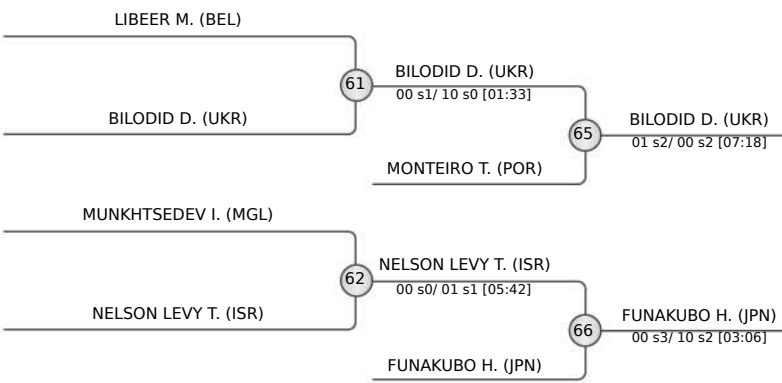 LIBEER M. (BEL)
61
BILODID D. (UKR)
00 s1/ 10 s0 [01:33]
BILODID D. (UKR)
BILODID D. (UKR)
65
01 s2/ 00 s2 [07:18]
MONTEIRO T. (POR)
MUNKHTSEDEV I. (MGL)
62
NELSON LEVY T. (ISR)
00 s0/ 01 s1 [05:42]
NELSON LEVY T. (ISR)
FUNAKUBO H. (JPN)
66
00 s3/ 10 s2 [03:06]
FUNAKUBO H. (JPN)